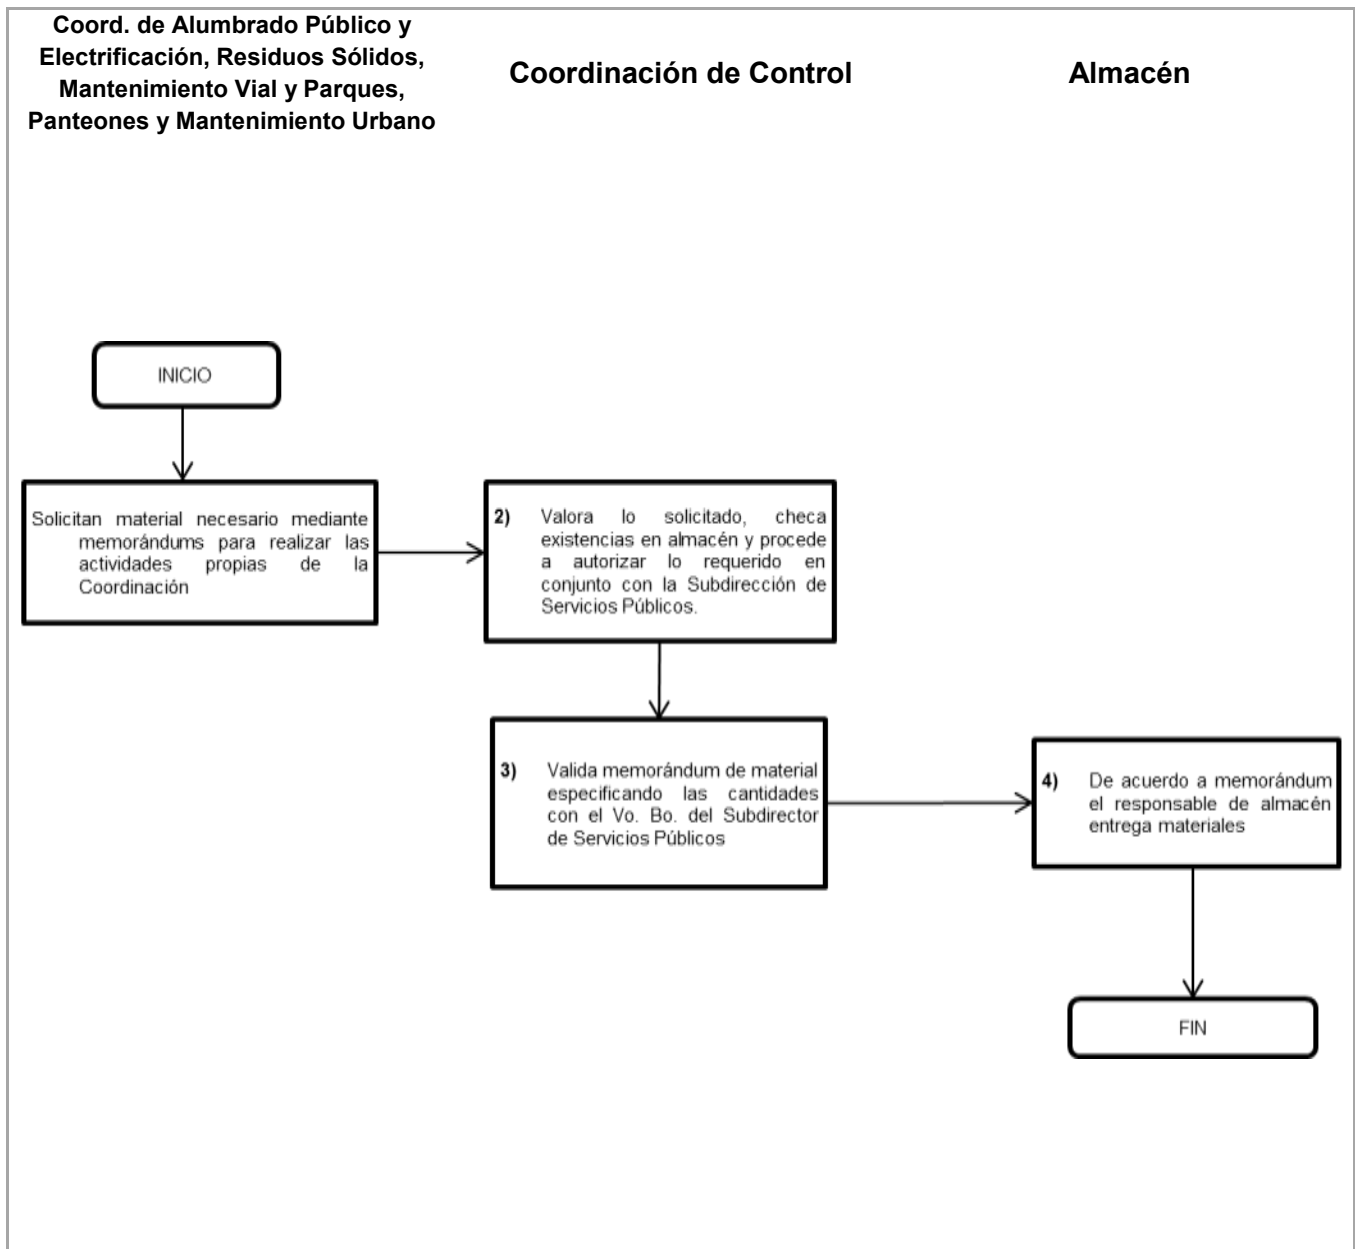 Coord. de Alumbrado Público y
Electrificación, Residuos Sólidos,
Mantenimiento Vial y Parques,
Panteones y Mantenimiento Urbano
Coordinación de Control
Almacén
INICIO
Solicitan material necesario mediante
memorándums para realizar las
actividades propias de la
Coordinación
2) Valora lo solicitado, checa
existencias en almacén y procede
a autorizar lo requerido en
conjunto con la Subdirección de
Servicios Públicos.
3) Valida memorándum de material
especificando las cantidades
con el Vo. Bo. del Subdirector
de Servicios Públicos
4) De acuerdo a memorándum
el responsable de almacén
entrega materiales
FIN